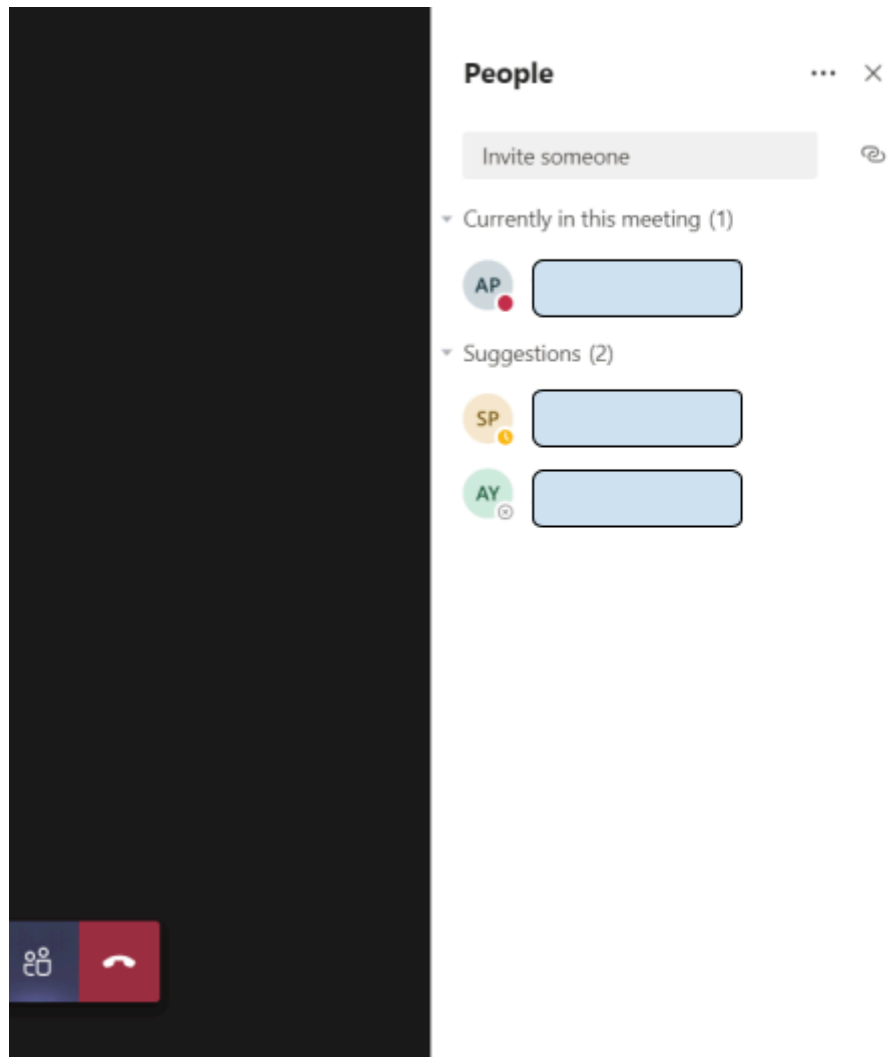 People
Invite someone
Currently in this meeting (1)
AP
Suggestions (2)
SP
AY